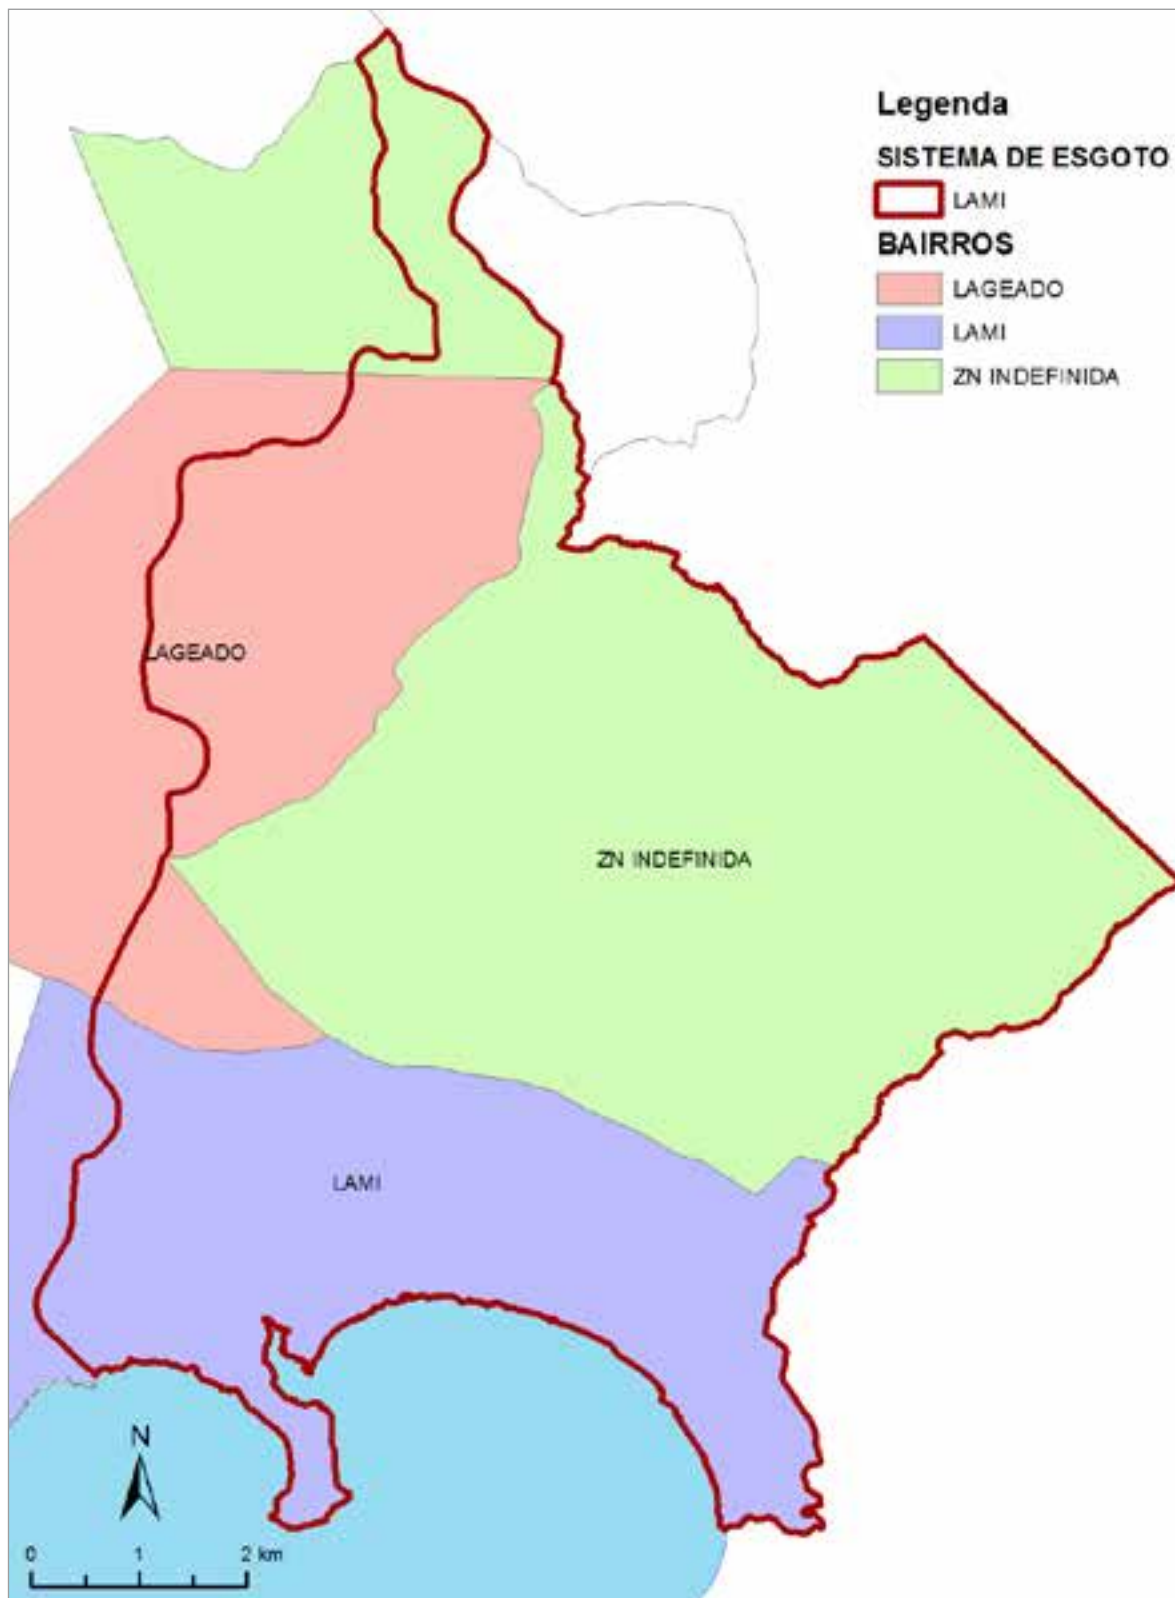 Legenda
SISTEMA DE ESGOTO
LAMI
BAIRROS
LAGEADO
LAMI
ZN INDEFINIDA
LAGEADO
ZN INDEFINIDA
LAMI
N
0 1 2 km